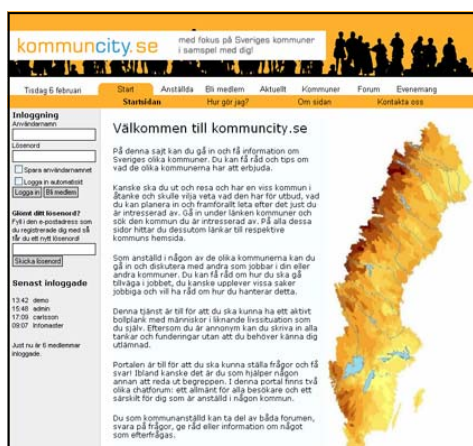 kommuncity.se
med fokus på Sveriges kommuner
i samspel med dig!
Tisdag 6 februari
Start Anställda Bli medlem Aktuellt Kommuner Forum Evenemang
Startsidan Hur gör jag? Om sidan Kontakta oss
Inloggning
Användarnamn
Lösenord
Spara användarnamnet
Logga in automatiskt
Logga in Bli medlem
Glömt ditt lösenord?
Fyll i den e-postadress som
du registrerade dig med så
får du ett nytt lösenord!
Skicka lösenord
Senast inloggade
13:42 demo
15:48 admin
17:09 carlsson
09:07 Infomaster
Just nu är 6 medlemmar
inloggade.
Välkommen till kommuncity.se
På denna sajt kan du gå in och få information om
Sveriges olika kommuner. Du kan få råd och tips om
vad de olika kommunerna har att erbjuda.
Kanske ska du ut och resa och har en viss kommun i
åtanke och skulle vilja veta vad den har för utbud, vad
du kan planera in och framförallt leta efter det just du
är intresserad av. Gå in under länken kommuner och
sök den kommun du är intresserad av. På alla dessa
sidor hittar du dessutom länkar till respektive
kommuns hemsida.
Som anställd i någon av de olika kommunerna kan du
gå in och diskutera med andra som jobbar i din eller
andra kommuner. Du kan få råd om hur du ska gå
tillväga i jobbet, du kanske upplever vissa saker
jobbiga och vill ha råd om hur du hanterar detta.
Denna tjänst är till för att du ska kunna ha ett aktivt
bollplank med människor i liknande livssituation som
du själv. Eftersom du är annonym kan du skriva in alla
tankar och funderingar utan att du behöver känna dig
utlämnad.
Portalen är till för att du ska kunna ställa frågor och få
svar! Ibland kanske det är du som hjälper någon
annan att reda ut begreppen. I denna portal finns två
olika chatforum: ett allmänt för alla besökare och ett
särskilt för dig som är anställd i någon kommun.
Du som kommunanställd kan ta del av båda forumen,
svara på frågor, ge råd eller information om något
som efterfrågas.